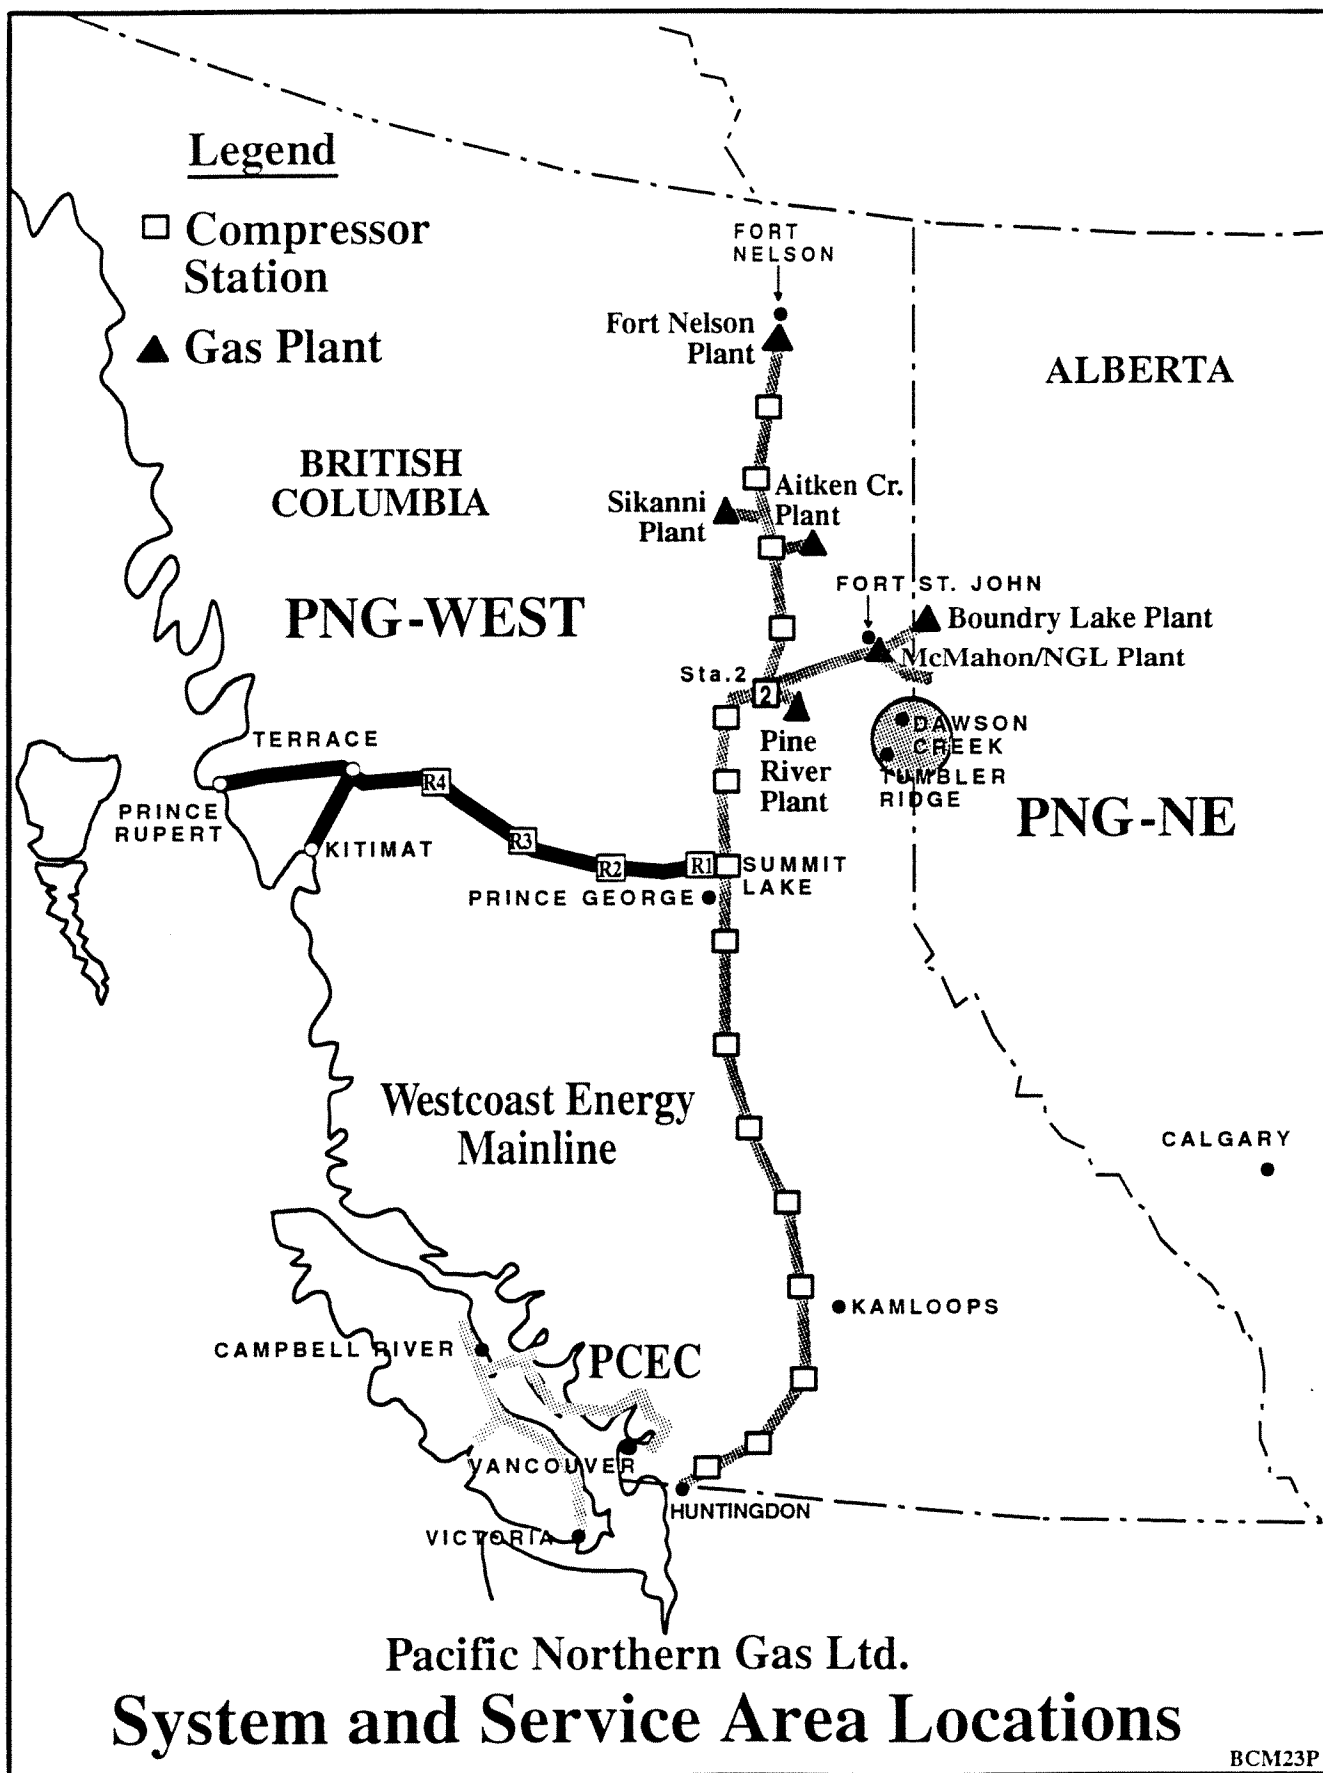 Legend
Compressor
Station
Gas Plant
FORT
NELSON
Fort Nelson
Plant
ALBERTA
BRITISH
COLUMBIA
Sikanni
Plant
Aitken Cr.
Plant
FORT ST. JOHN
PNG-WEST
Boundry Lake Plant
McMahon/NGL Plant
Sta.2
2
DAWSON
CREEK
TUMBLER
RIDGE
Pine
River
Plant
PNG-NE
TERRACE
PRINCE
RUPERT
KITIMAT
R4
R3
R2
R1
SUMMIT
LAKE
PRINCE GEORGE
Westcoast Energy
Mainline
CALGARY
KAMLOOPS
CAMPBELL RIVER
PCEC
VANCOUVER
HUNTINGDON
VICTORIA
Pacific Northern Gas Ltd.
System and Service Area Locations
BCM23P